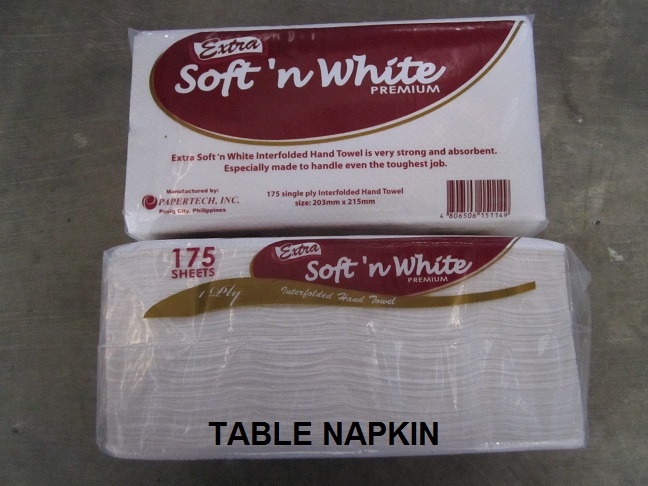 TABLE NAPKIN
175
SHEETS
1 Ply
Interfolded Hand Towel
Extra
Soft 'n White
PREMIUM
Extra
Soft 'n White
PREMIUM
Extra Soft 'n White Interfolded Hand Towel is very strong and absorbent.
Especially made to handle even the toughest job.
175 single ply Interfolded Hand Towel
size: 203mm x 215mm
Manufactured by:
PAPERTECH, INC.
Pasig City, Philippines
4 806506 151149